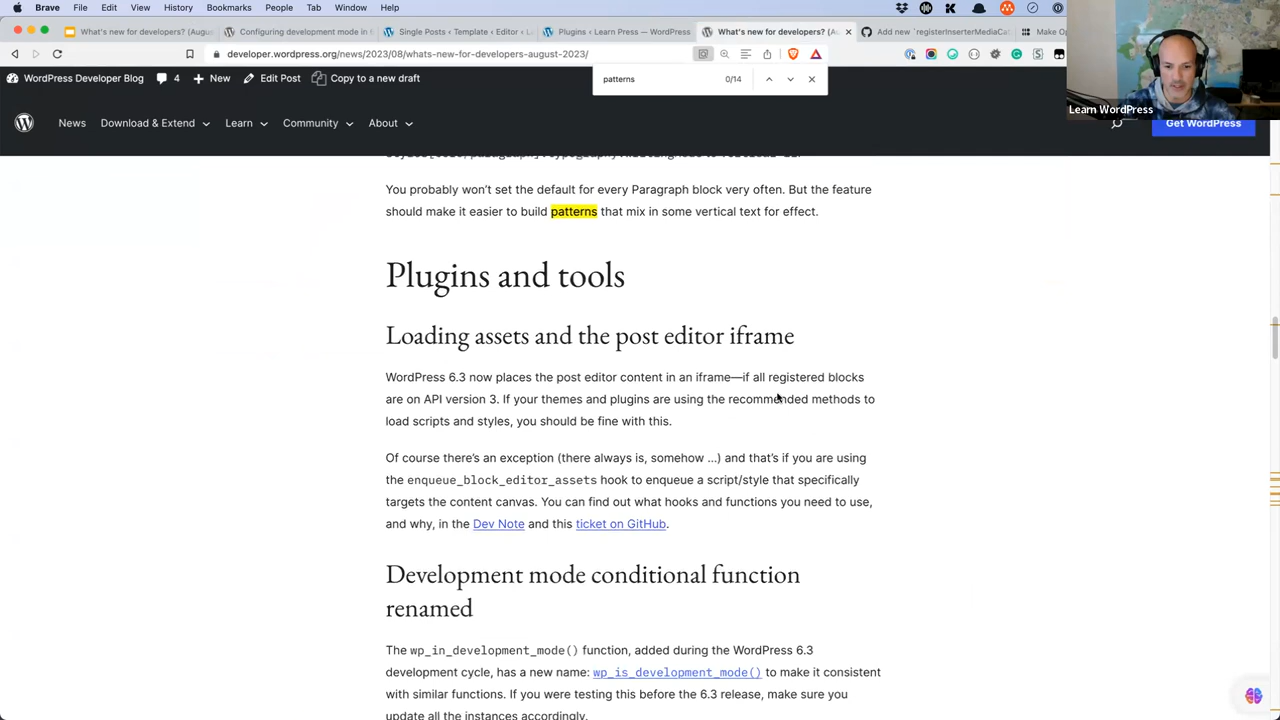 Brave File Edit View History Bookmarks People Tab Window Help
What's new for developers? (Augu
Configuring development mode in
Single Posts ‹ Template ‹ Editor ‹ L
Plugins ‹ Learn WordPress — Word
What's new for developers? (Au
Add new `registerInserterMediaCat
Make Op
developer.wordpress.org/news/2023/08/whats-new-for-developers-august-2023/
patterns 0/14
WordPress Developer Blog 4 New Edit Post Copy to a new draft
Learn WordPress
News Download & Extend Learn Community About Get WordPress
You probably won't set the default for every Paragraph block very often. But the feature
should make it easier to build patterns that mix in some vertical text for effect.
Plugins and tools
Loading assets and the post editor iframe
WordPress 6.3 now places the post editor content in an iframe—if all registered blocks
are on API version 3. If your themes and plugins are using the recommended methods to
load scripts and styles, you should be fine with this.
Of course there's an exception (there always is, somehow …) and that's if you are using
the enqueue_block_editor_assets hook to enqueue a script/style that specifically
targets the content canvas. You can find out what hooks and functions you need to use,
and why, in the Dev Note and this ticket on GitHub.
Development mode conditional function
renamed
The wp_in_development_mode() function, added during the WordPress 6.3
development cycle, has a new name: wp_is_development_mode() to make it consistent
with similar functions. If you were testing this before the 6.3 release, make sure you
update all the instances accordingly.